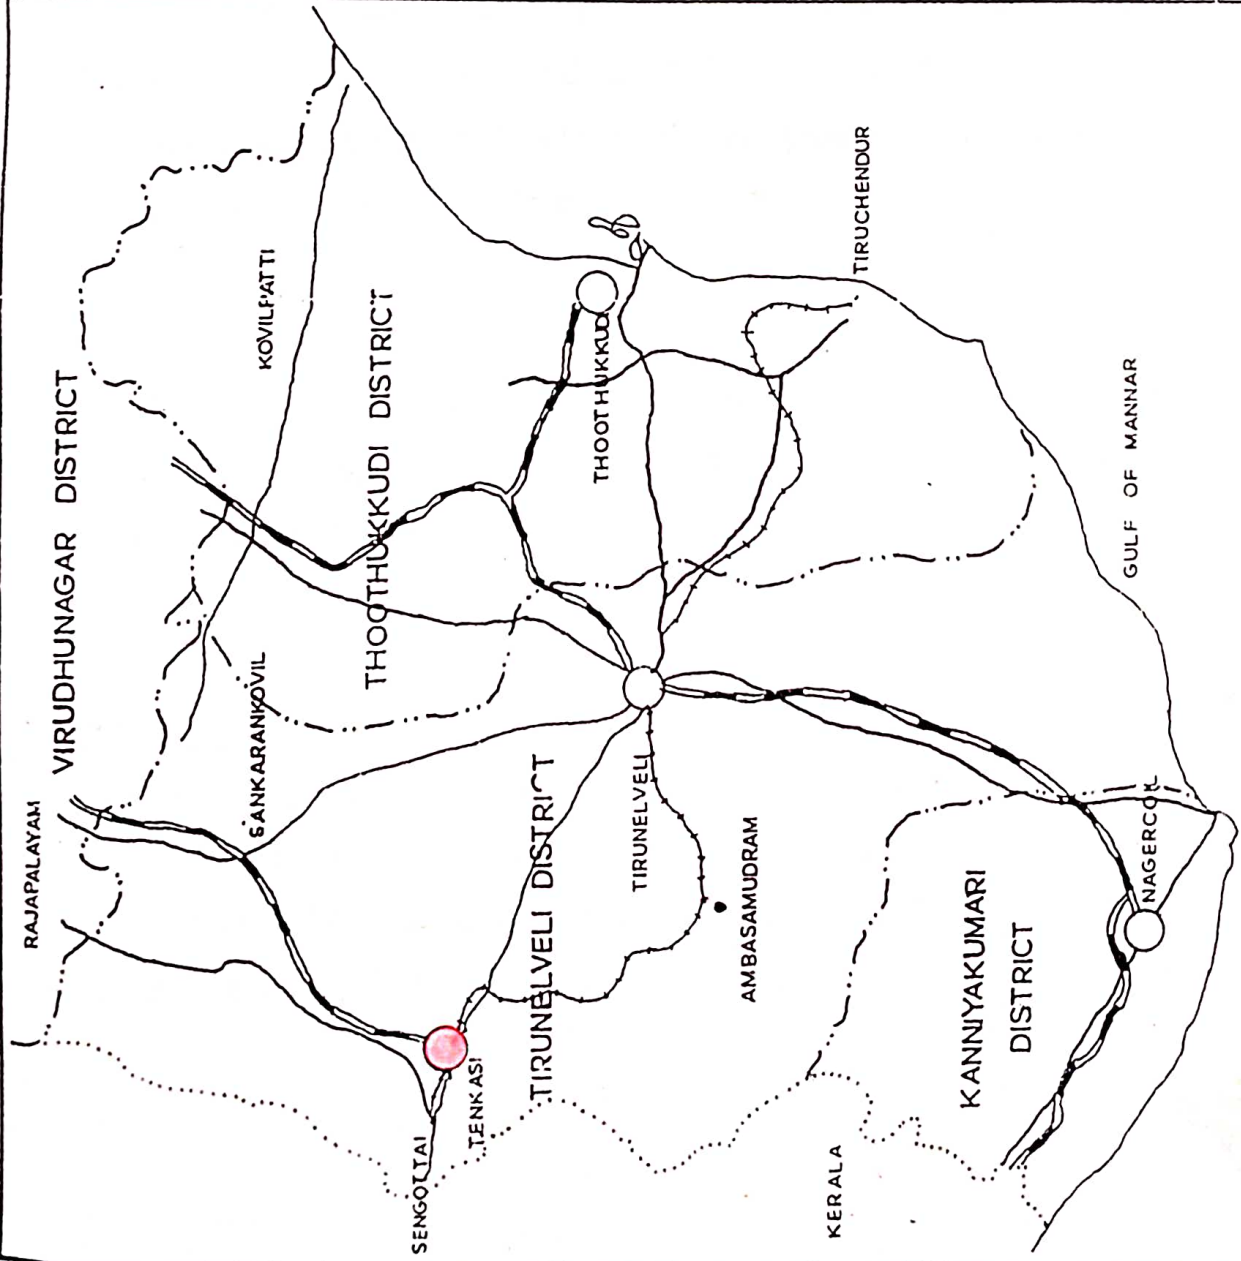 VIRUDHUNAGAR DISTRICT
RAJAPALAYAM
KOVILPATTI
SANKARANKOVIL
THOOTHUKKUDI DISTRICT
SENGOTTAI
TENKASI
TIRUNELVELI DISTRICT
THOOTHUKKUDI
TIRUNELVELI
AMBASAMUDRAM
TIRUCHENDUR
KERALA
KANNIYAKUMARI
DISTRICT
NAGERCOIL
GULF OF MANNAR